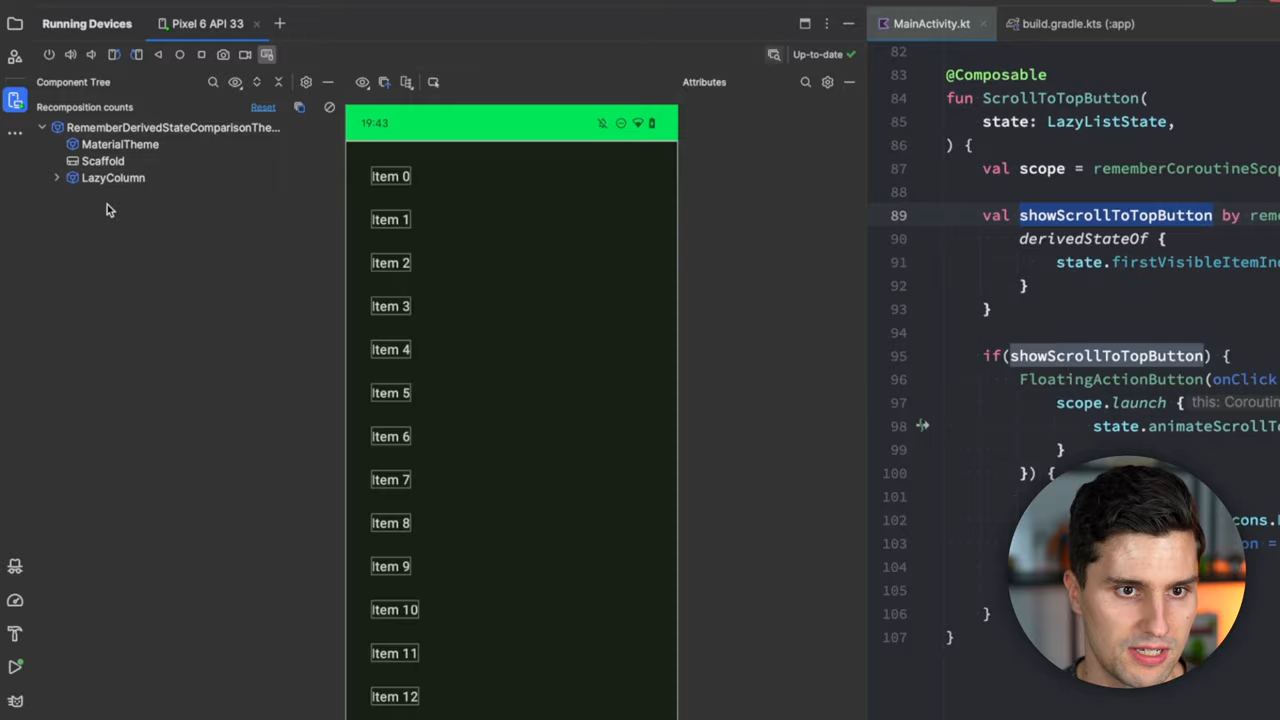 Running Devices
Pixel 6 API 33
MainActivity.kt
build.gradle.kts (:app)
Up-to-date
Component Tree
Attributes
Recomposition counts
Reset
RememberDerivedStateComparisonThe...
MaterialTheme
Scaffold
LazyColumn
19:43
Item 0
Item 1
Item 2
Item 3
Item 4
Item 5
Item 6
Item 7
Item 8
Item 9
Item 10
Item 11
Item 12
82
83 @Composable
84 fun ScrollToTopButton(
85 state: LazyListState,
86 ) {
87 val scope = rememberCoroutineScop
88
89 val showScrollToTopButton by reme
90 derivedStateOf {
91 state.firstVisibleItemInd
92 }
93 }
94
95 if(showScrollToTopButton) {
96 FloatingActionButton(onClick
97 scope.launch { this: Corouti
98 state.animateScrollTo
99 }
100 }) {
101
102 cons.
103 on =
104
105
106 }
107 }